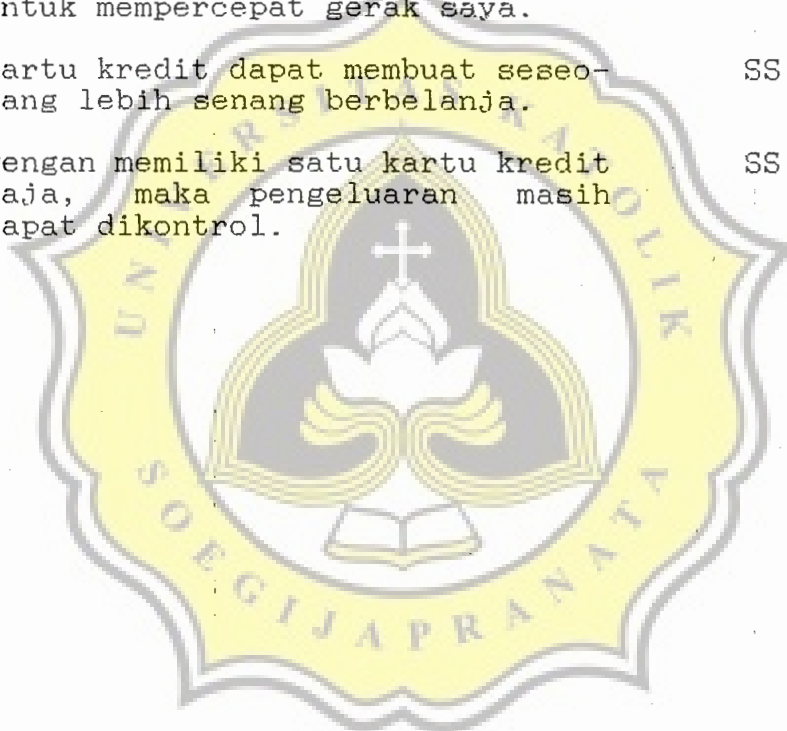 ntuk mempercepat gerak saya.
artu kredit dapat membuat seseo- SS
ang lebih senang berbelanja.
engan memiliki satu kartu kredit SS
aja, maka pengeluaran masih
apat dikontrol.
UNIVERSITAS KATOLIK
SOEGIJAPRANATA